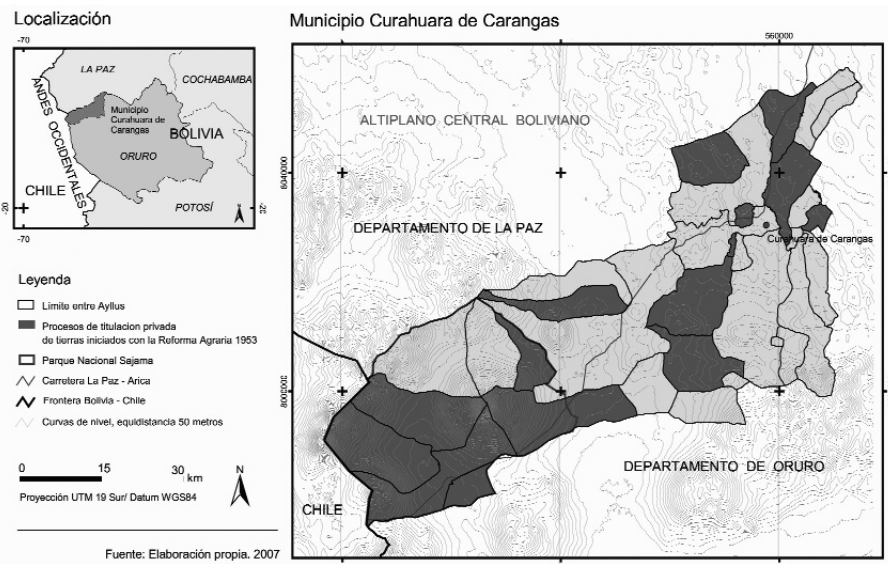 Localización
-70
LA PAZ
COCHABAMBA
Municipio
Curahuara de
Carangas
BOLIVIA
ORURO
ANDES OCCIDENTALES
CHILE
POTOSÍ
N
-20
-20
-70
Leyenda
Limite entre Ayllus
Procesos de titulacion privada
de tierras iniciados con la Reforma Agraria 1953
Parque Nacional Sajama
Carretera La Paz - Arica
Frontera Bolivia - Chile
Curvas de nivel, equidistancia 50 metros
0 15 30 km
N
Proyección UTM 19 Sur/ Datum WGS84
Fuente: Elaboración propia. 2007
Municipio Curahuara de Carangas
560000
ALTIPLANO CENTRAL BOLIVIANO
8040000
DEPARTAMENTO DE LA PAZ
Curahuara de Carangas
8000000
DEPARTAMENTO DE ORURO
CHILE